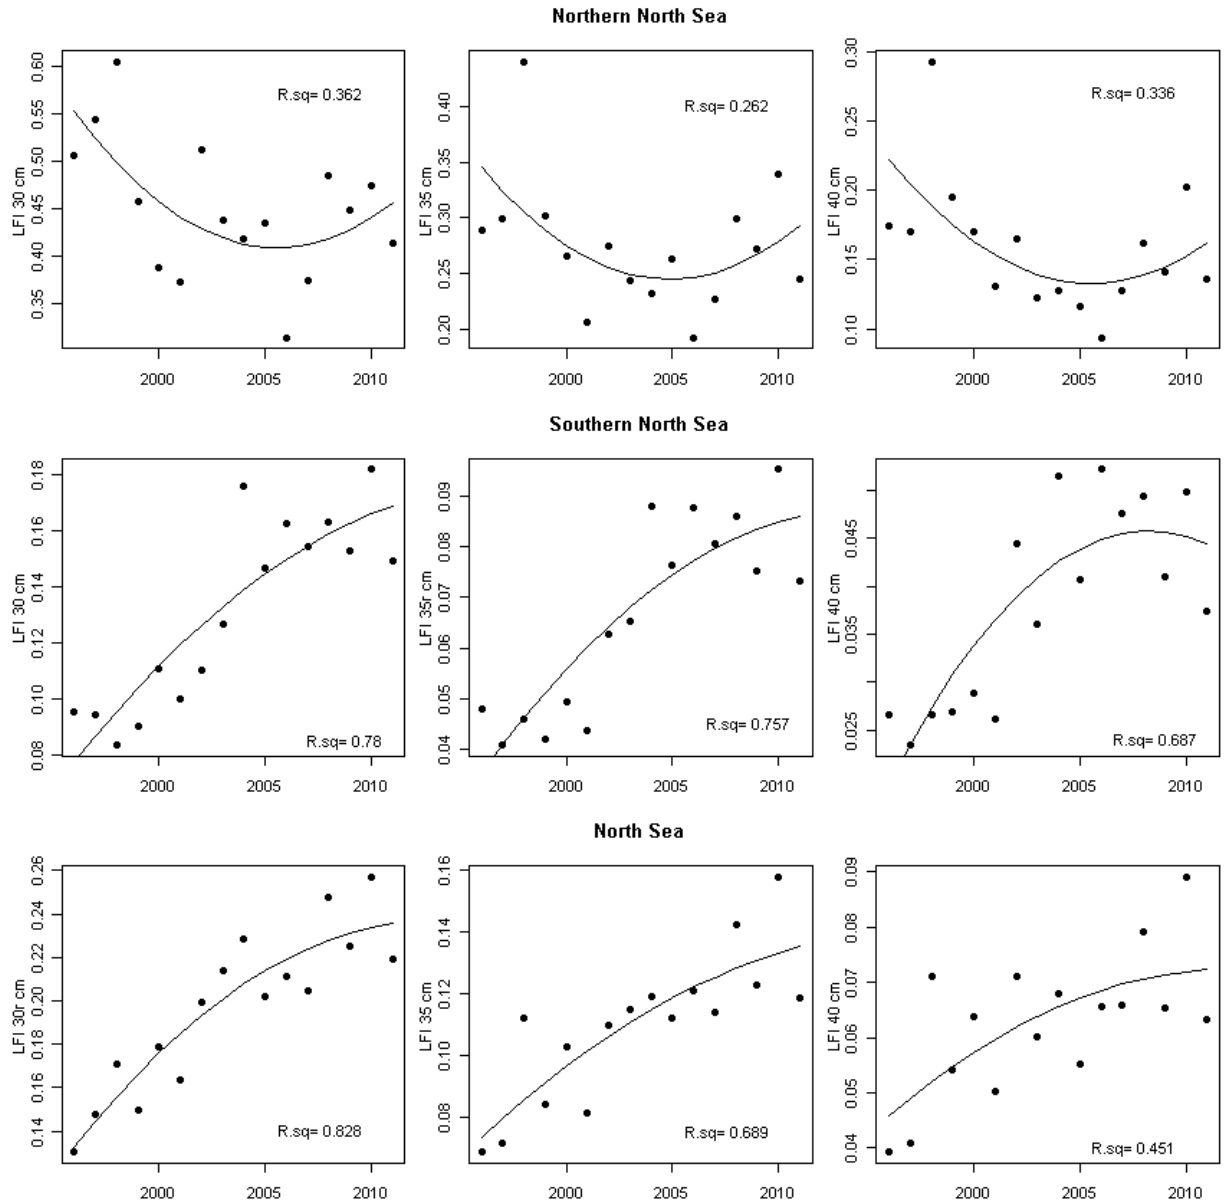 Northern North Sea
LFI 30 cm
0.35 0.40 0.45 0.50 0.55 0.60
R.sq= 0.362
2000 2005 2010
LFI 35 cm
0.20 0.25 0.30 0.35 0.40
R.sq= 0.262
2000 2005 2010
LFI 40 cm
0.10 0.15 0.20 0.25 0.30
R.sq= 0.336
2000 2005 2010
Southern North Sea
LFI 30 cm
0.08 0.10 0.12 0.14 0.16 0.18
R.sq= 0.78
2000 2005 2010
LFI 35r cm
0.04 0.05 0.06 0.07 0.08 0.09
R.sq= 0.757
2000 2005 2010
LFI 40 cm
0.025 0.035 0.045
R.sq= 0.687
2000 2005 2010
North Sea
LFI 30r cm
0.14 0.16 0.18 0.20 0.22 0.24 0.26
R.sq= 0.828
2000 2005 2010
LFI 35 cm
0.08 0.10 0.12 0.14 0.16
R.sq= 0.689
2000 2005 2010
LFI 40 cm
0.04 0.05 0.06 0.07 0.08 0.09
R.sq= 0.451
2000 2005 2010